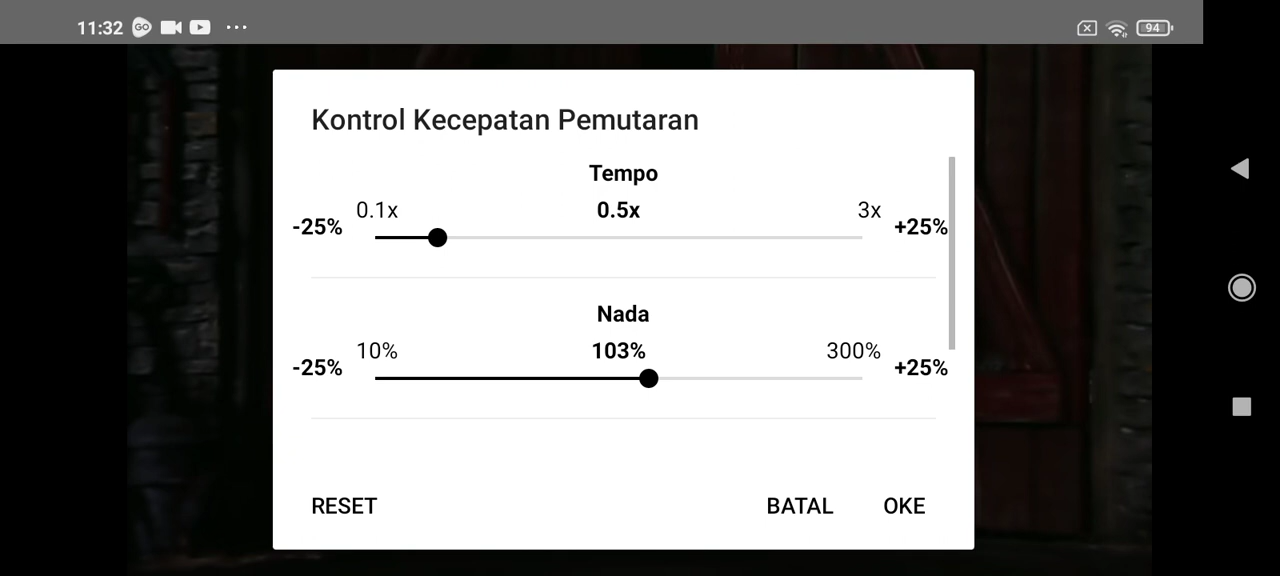 11:32 GO ... 94
Kontrol Kecepatan Pemutaran
Tempo
-25% 0.1x 0.5x 3x +25%
Nada
-25% 10% 103% 300% +25%
RESET BATAL OKE